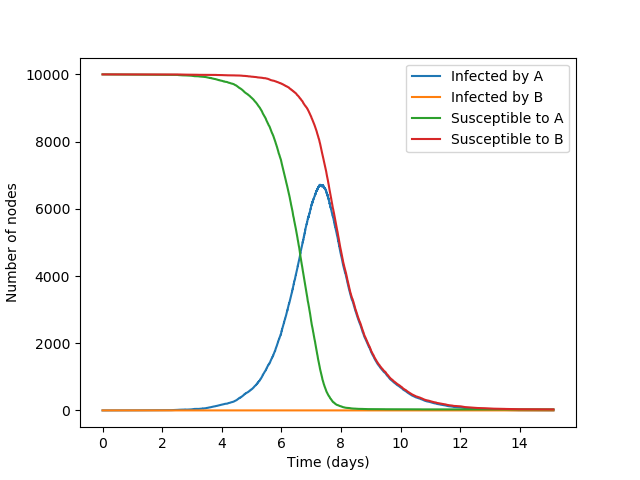 Number of nodes
10000
8000
6000
4000
2000
0
Infected by A
Infected by B
Susceptible to A
Susceptible to B
0 2 4 6 8 10 12 14
Time (days)